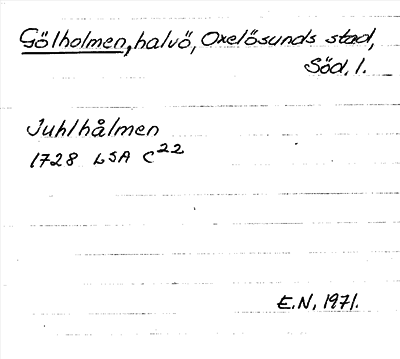 Gölholmen, halvö, Oxelösunds stad,
Söd. l.
Juhlhålmen
1728 LSA C22
E.N. 1971.